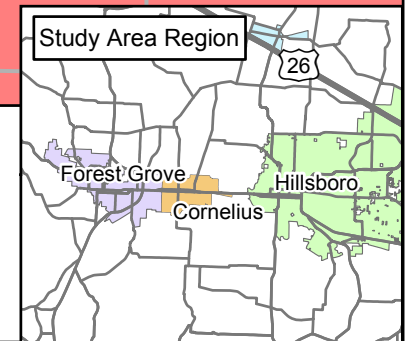 Study Area Region
26
Forest Grove
Hillsboro
Cornelius